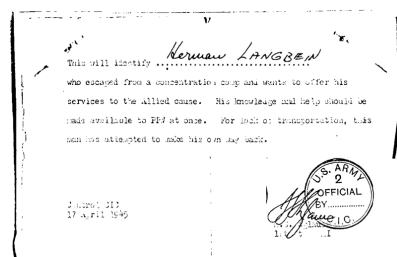 This will identify Herman LANGBEIN
who escaped from a concentration camp and wants to offer his
services to the Allied cause. His knowledge and help should be
made available to PPW at once. For lack of transportation, this
man has attempted to make his own way back.
U.S. ARMY
2
OFFICIAL
BY..............
C.I.C.
17 April 1945